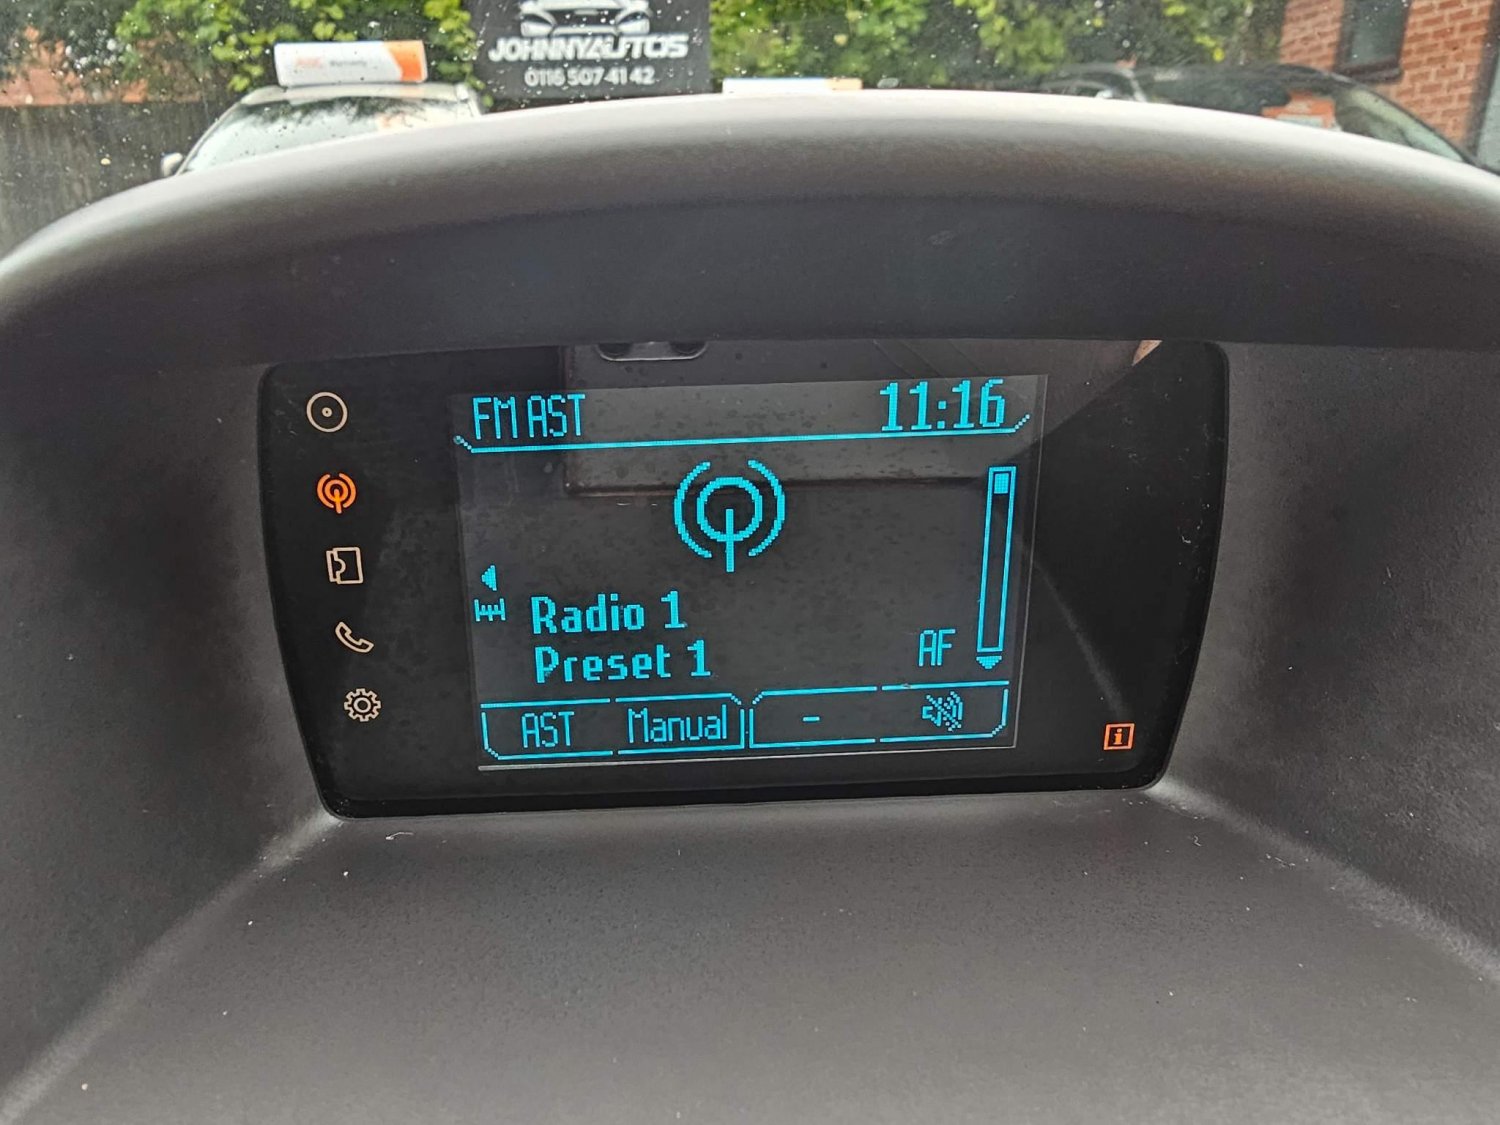 JOHNNYAUTOS
0116 507 41 42
FM AST
11:16
Radio 1
Preset 1
AF
AST
Manual
-
i